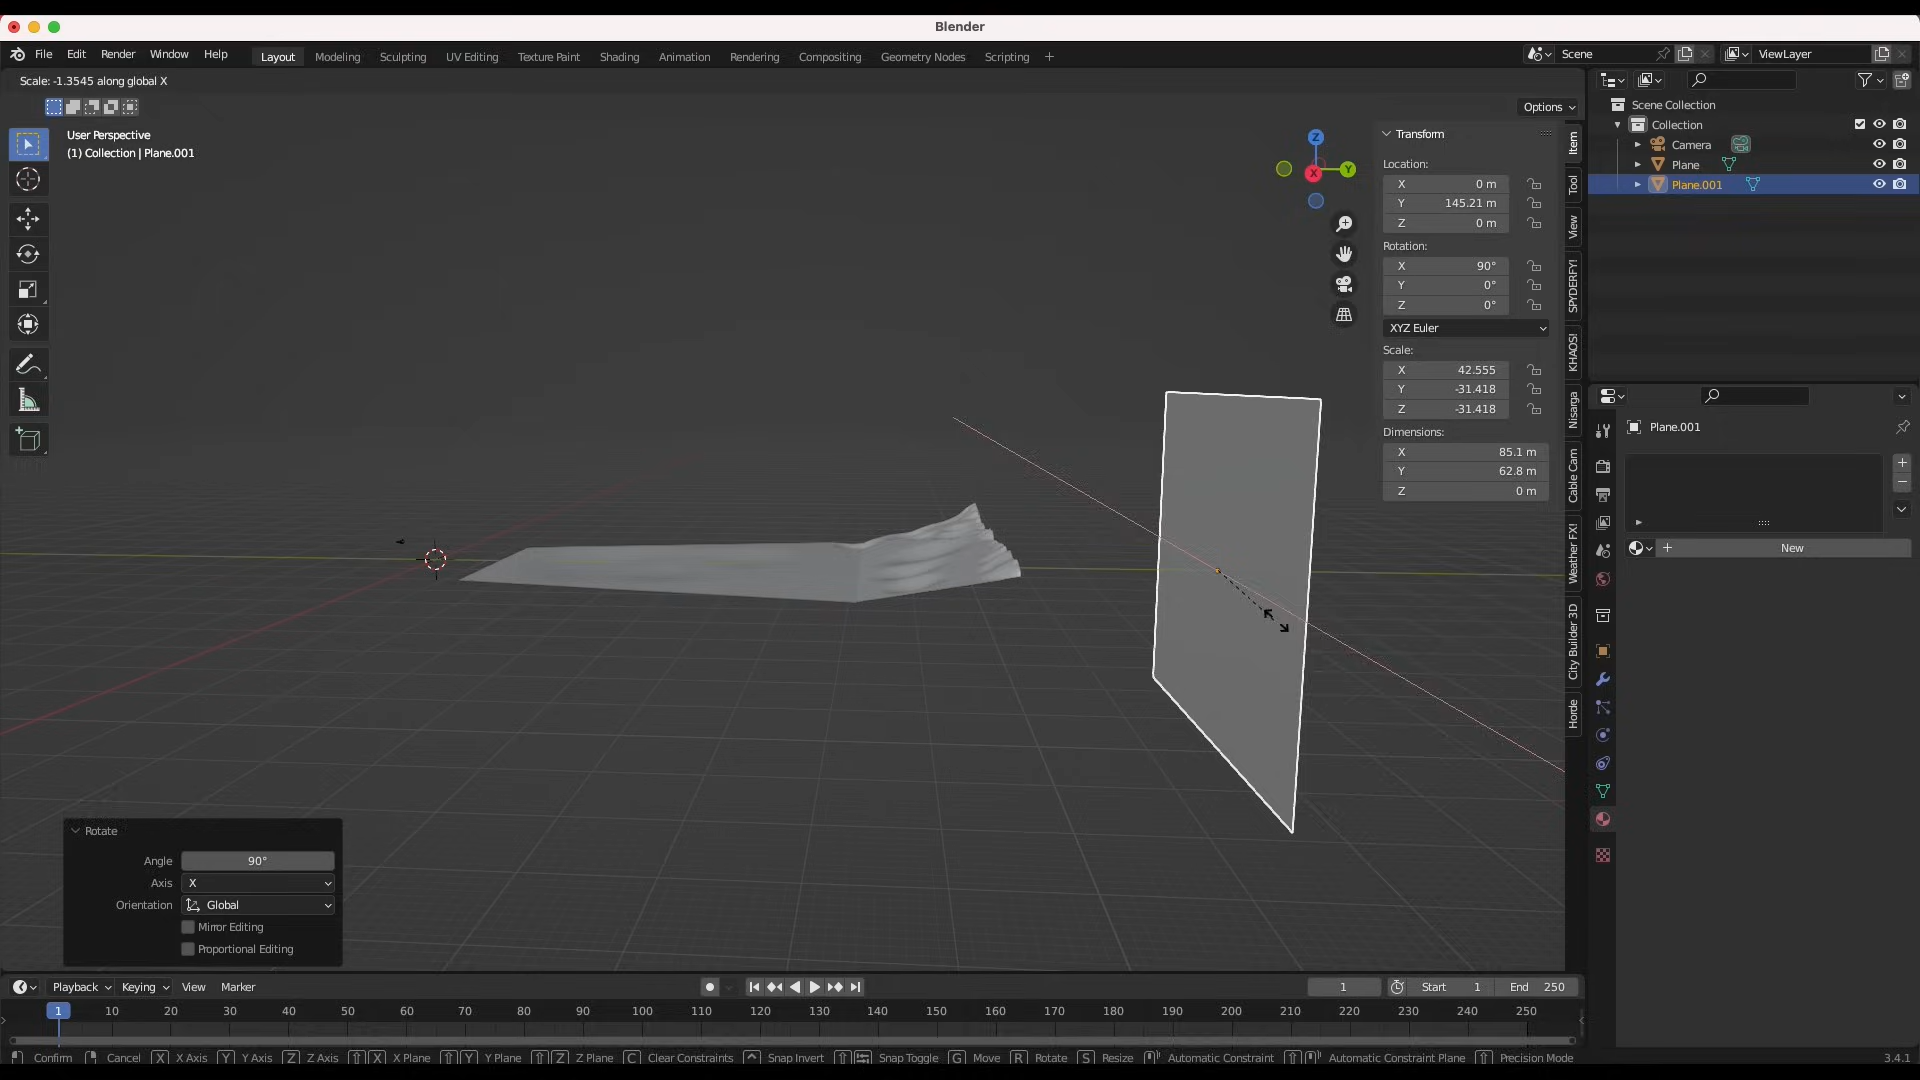 Blender
File Edit Render Window Help Layout Modeling Sculpting UV Editing Texture Paint Shading Animation Rendering Compositing Geometry Nodes Scripting + Scene ViewLayer
Scale: -1.3545 along global X
Options
User Perspective
(1) Collection | Plane.001
Z
Y
X
Transform
Location:
X 0 m
Y 145.21 m
Z 0 m
Rotation:
X 90°
Y 0°
Z 0°
XYZ Euler
Scale:
X 42.555
Y -31.418
Z -31.418
Dimensions:
X 85.1 m
Y 62.8 m
Z 0 m
Item
Tool
View
SPYDERFY!
KHAOS!
Nisarga
Cable Cam
Weather FX!
City Builder 3D
Horde
Scene Collection
Collection
Camera
Plane
Plane.001
Plane.001
New
Rotate
Angle 90°
Axis X
Orientation Global
Mirror Editing
Proportional Editing
Playback Keying View Marker 1 Start 1 End 250
1 10 20 30 40 50 60 70 80 90 100 110 120 130 140 150 160 170 180 190 200 210 220 230 240 250
Confirm Cancel X X Axis Y Y Axis Z Z Axis X X Plane Y Y Plane Z Z Plane C Clear Constraints Snap Invert Snap Toggle G Move R Rotate S Resize Automatic Constraint Automatic Constraint Plane Precision Mode 3.4.1